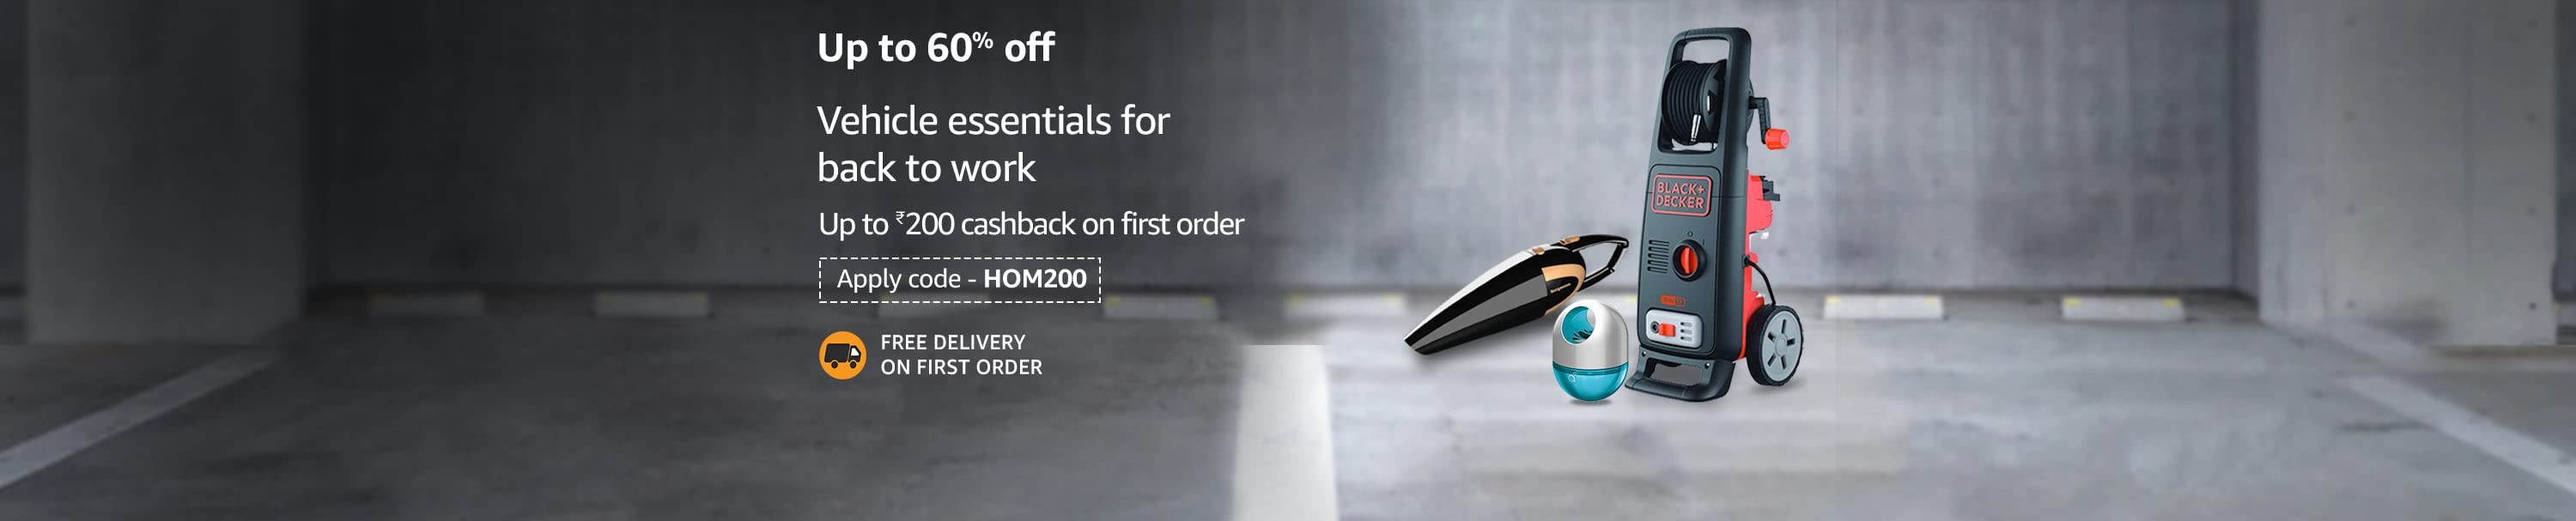 Up to 60% off
Vehicle essentials for
back to work
Up to ₹200 cashback on first order
Apply code - HOM200
FREE DELIVERY
ON FIRST ORDER
BLACK+
DECKER